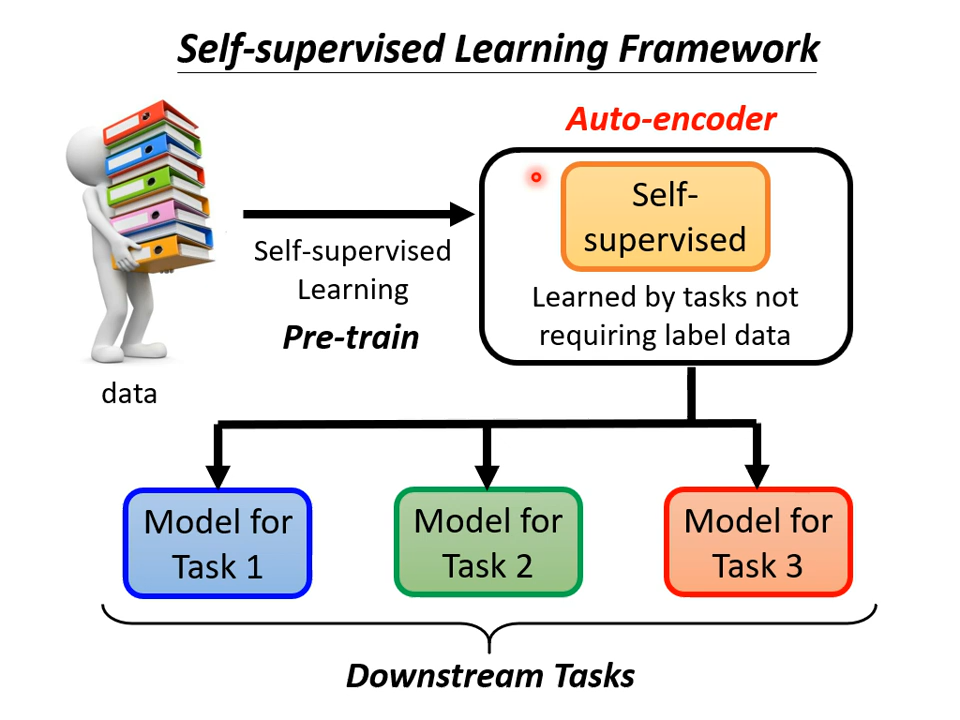 Self-supervised Learning Framework
Auto-encoder
Self-
supervised
Learned by tasks not
requiring label data
Self-supervised
Learning
Pre-train
data
Model for
Task 1
Model for
Task 2
Model for
Task 3
Downstream Tasks